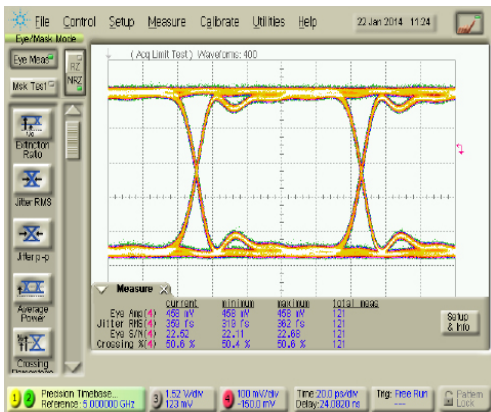 File Control Setup Measure Calibrate Utilities Help 22 Jan 2014 11:24
Eye/Mask Mode
Eye Meas
RZ
NRZ
Msk Test
( Acq Limit Test ) Waveforms: 400
Extinction
Ratio
Jitter RMS
Jitter p-p
Average
Power
Crossing
Measure
current minimum maximum total meas
Eye Amp(4) 458 mV 458 mV 458 mV 121
Jitter RMS(4) 359 fs 318 fs 362 fs 121
Eye S/N(4) 22.52 22.11 22.68 121
Crossing %(4) 50.6 % 50.4 % 50.6 % 121
Setup
& Info
1 2 Precision Timebase...
Reference: 5.000000 GHz
3 1.52 W/div
123 mV
4 100 mV/div
-150.0 mV
Time:20.0 ps/div
Delay:24.0020 ns
Trig: Free Run
Pattern
Lock